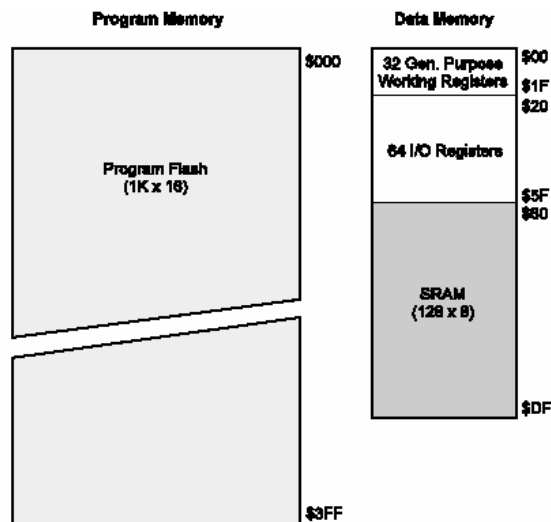 Program Memory
$000
Program Flash
(1K x 16)
$3FF
Data Memory
32 Gen. Purpose
Working Registers
$00
$1F
$20
64 I/O Registers
$5F
$60
SRAM
(128 x 8)
$DF